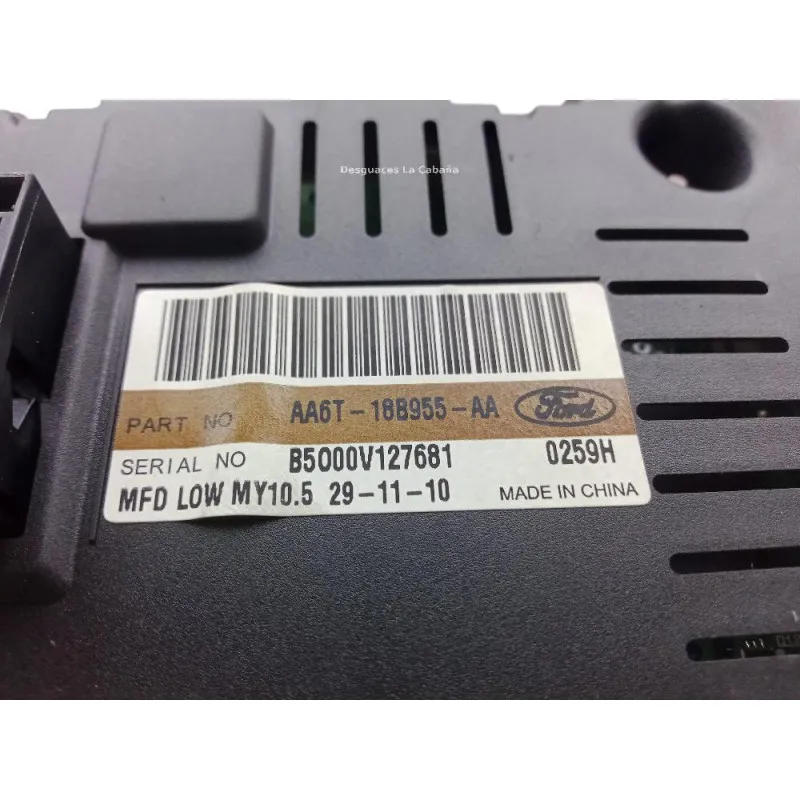 Desguaces La Cabaña
PART NO AA6T-18B955-AA Ford
SERIAL NO B5000V127681 0259H
MFD LOW MY10.5 29-11-10 MADE IN CHINA